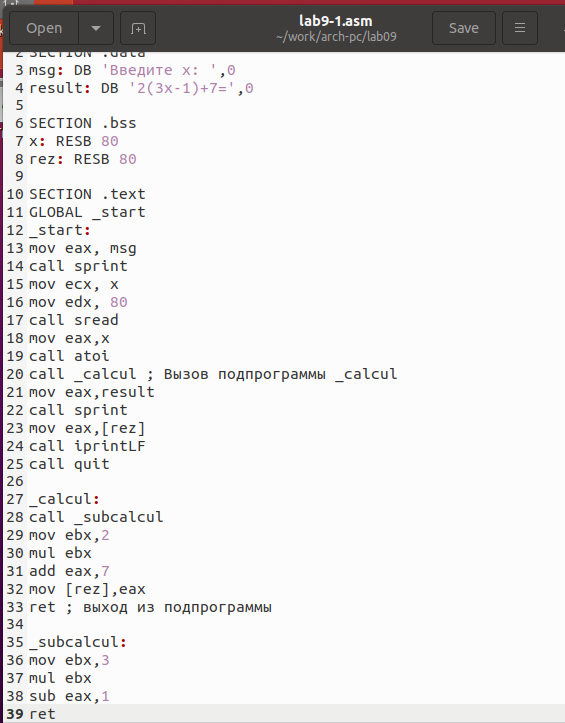 Open
lab9-1.asm
~/work/arch-pc/lab09
Save
2 SECTION .data
3 msg: DB 'Введите x: ',0
4 result: DB '2(3x-1)+7=',0
5
6 SECTION .bss
7 x: RESB 80
8 rez: RESB 80
9
10 SECTION .text
11 GLOBAL _start
12 _start:
13 mov eax, msg
14 call sprint
15 mov ecx, x
16 mov edx, 80
17 call sread
18 mov eax,x
19 call atoi
20 call _calcul ; Вызов подпрограммы _calcul
21 mov eax,result
22 call sprint
23 mov eax,[rez]
24 call iprintLF
25 call quit
26
27 _calcul:
28 call _subcalcul
29 mov ebx,2
30 mul ebx
31 add eax,7
32 mov [rez],eax
33 ret ; выход из подпрограммы
34
35 _subcalcul:
36 mov ebx,3
37 mul ebx
38 sub eax,1
39 ret